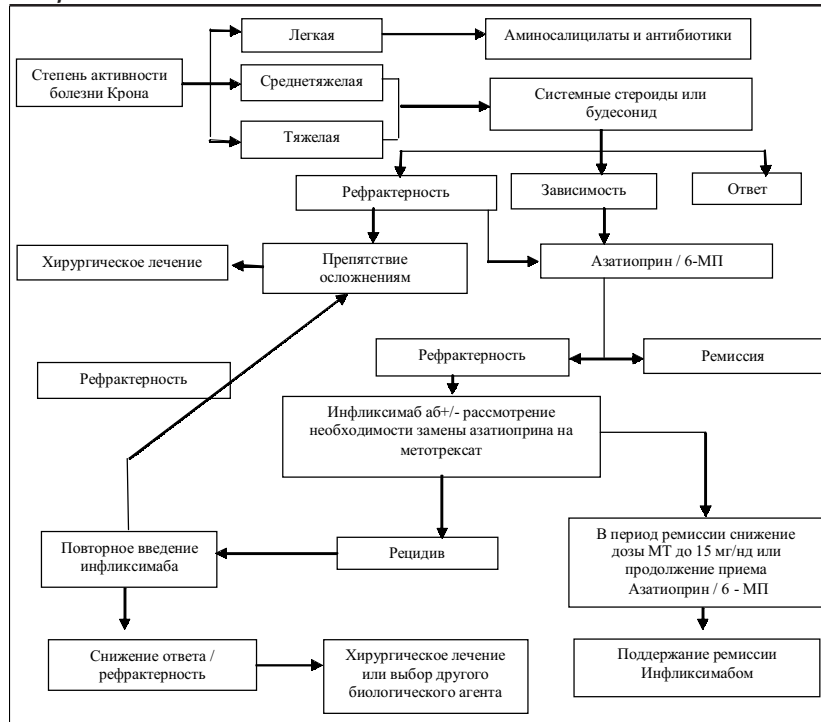 Легкая
Аминосалицилаты и антибиотики
Степень активности
болезни Крона
Среднетяжелая
Системные стероиды или
будесонид
Тяжелая
Рефрактерность
Зависимость
Ответ
Хирургическое лечение
Препятствие
осложнениям
Азатиоприн / 6-МП
Рефрактерность
Рефрактерность
Ремиссия
Инфликсимаб аб+/- рассмотрение
необходимости замены азатиоприна на
метотрексат
Повторное введение
инфликсимаба
Рецидив
В период ремиссии снижение
дозы МТ до 15 мг/нд или
продолжение приема
Азатиоприн / 6 - МП
Снижение ответа /
рефрактерность
Хирургическое лечение
или выбор другого
биологического агента
Поддержание ремиссии
Инфликсимабом